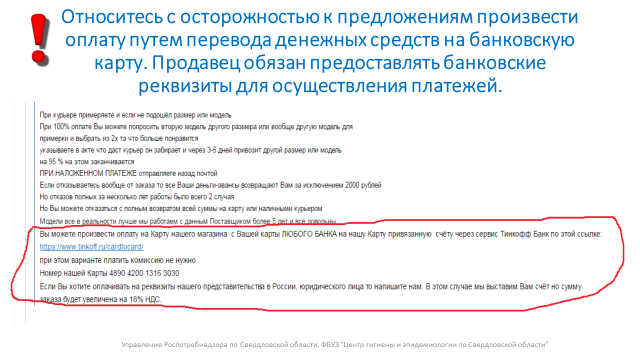 Относитесь с осторожностью к предложениям произвести
оплату путем перевода денежных средств на банковскую
карту. Продавец обязан предоставлять банковские
реквизиты для осуществления платежей.
При курьере примеряете и если не подошёл размер или модель
При 100% оплате Вы можете попросить вторую модель другого размера или вообще другую модель для
примерки и выбрать из 2х та что больше понравится
указываете в акте что даст курьер он забирает и через 3-5 дней привозит другой размер или модель
на 95 % на этом заканчивается
ПРИ НАЛОЖЕННОМ ПЛАТЕЖЕ отправляете назад почтой
Если отказываетесь вообще от заказа то все Ваши деньги-авансы возвращают Вам за исключением 2000 рублей
Но отказов полных за несколько лет работы было всего 2 случая
Но Вы можете отказаться с полным возвратом всей суммы на карту или наличными курьером
Модели все в реальности лучше мы работаем с данным Поставщиком более 5 лет и все довольны
Вы можете произвести оплату на Карту нашего магазина с Вашей карты ЛЮБОГО БАНКА на нашу Карту привязанную счёту через сервис Тинкофф Банк по этой ссылке:
https://www.tinkoff.ru/cardtocard/
при этом варианте платить комиссию не нужно
Номер нашей Карты 4890 4200 1316 3030
Если Вы хотите оплачивать на реквизиты нашего представительства в России, юридического лица то напишите нам. В этом случае мы выставим Вам счёт но сумму
заказа будет увеличена на 18% НДС.
Управление Роспотребнадзора по Свердловской области, ФБУЗ "Центр гигиены и эпидемиологии по Свердловской области"